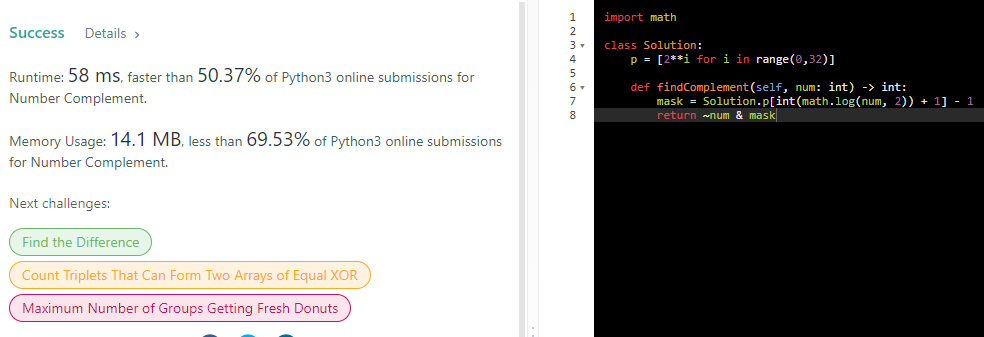 Success Details >
Runtime: 58 ms, faster than 50.37% of Python3 online submissions for
Number Complement.
Memory Usage: 14.1 MB, less than 69.53% of Python3 online submissions
for Number Complement.
Next challenges:
Find the Difference
Count Triplets That Can Form Two Arrays of Equal XOR
Maximum Number of Groups Getting Fresh Donuts
1 import math
2
3 class Solution:
4 p = [2**i for i in range(0,32)]
5
6 def findComplement(self, num: int) -> int:
7 mask = Solution.p[int(math.log(num, 2)) + 1] - 1
8 return ~num & mask